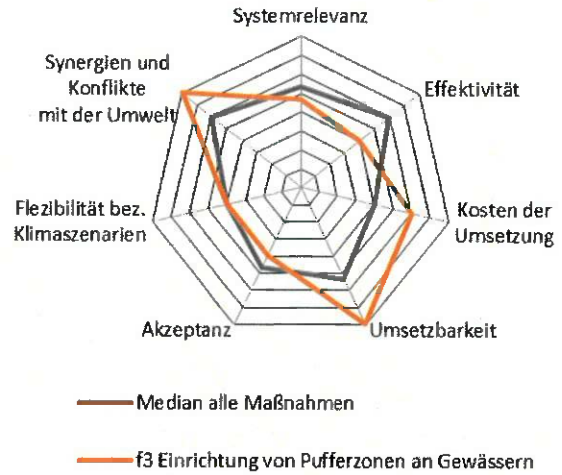 Systemrelevanz
Synergien und
Konflikte
mit der Umwelt
Effektivität
Flezibilität bez.
Klimaszenarien
Kosten der
Umsetzung
Akzeptanz
Umsetzbarkeit
Median alle Maßnahmen
f3 Einrichtung von Pufferzonen an Gewässern